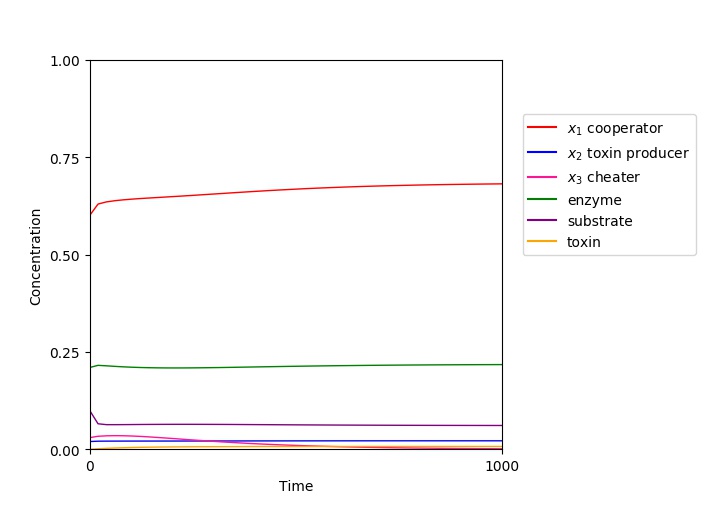 1.00
0.75
0.50
0.25
0.00
Concentration
0
1000
Time
x₁ cooperator
x₂ toxin producer
x₃ cheater
enzyme
substrate
toxin